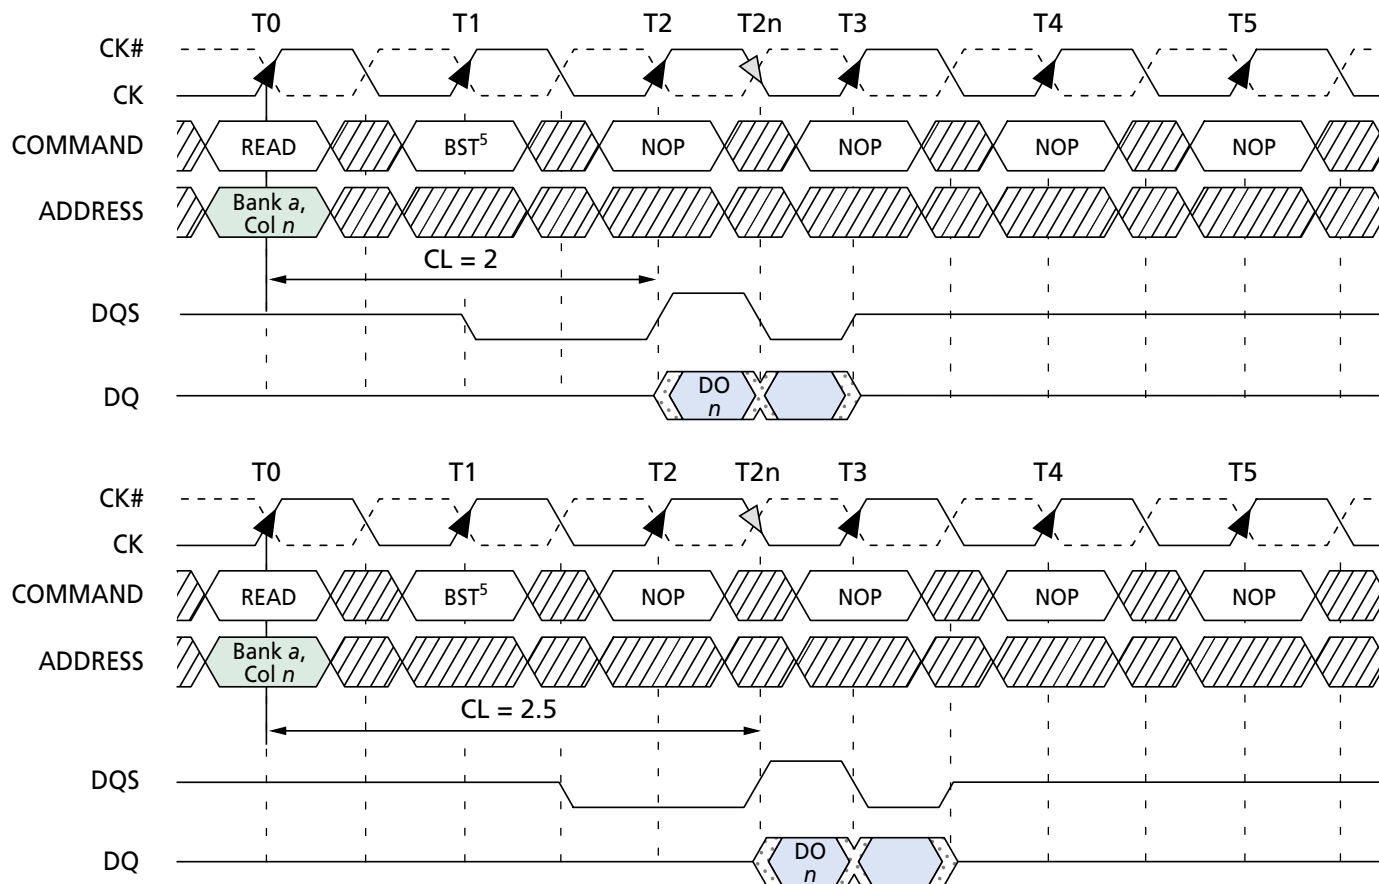 T0 T1 T2 T2n T3 T4 T5
CK#
CK
COMMAND READ BST5 NOP NOP NOP NOP
ADDRESS Bank a,
Col n
CL = 2
DQS
DQ DO
n
T0 T1 T2 T2n T3 T4 T5
CK#
CK
COMMAND READ BST5 NOP NOP NOP NOP
ADDRESS Bank a,
Col n
CL = 2.5
DQS
DQ DO
n